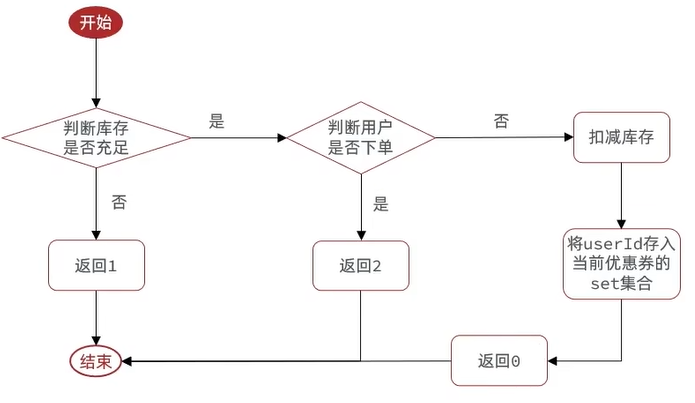 开始
判断库存
是否充足
是
判断用户
是否下单
否
扣减库存
否
是
返回1
返回2
将userId存入
当前优惠券的
set集合
结束
返回0